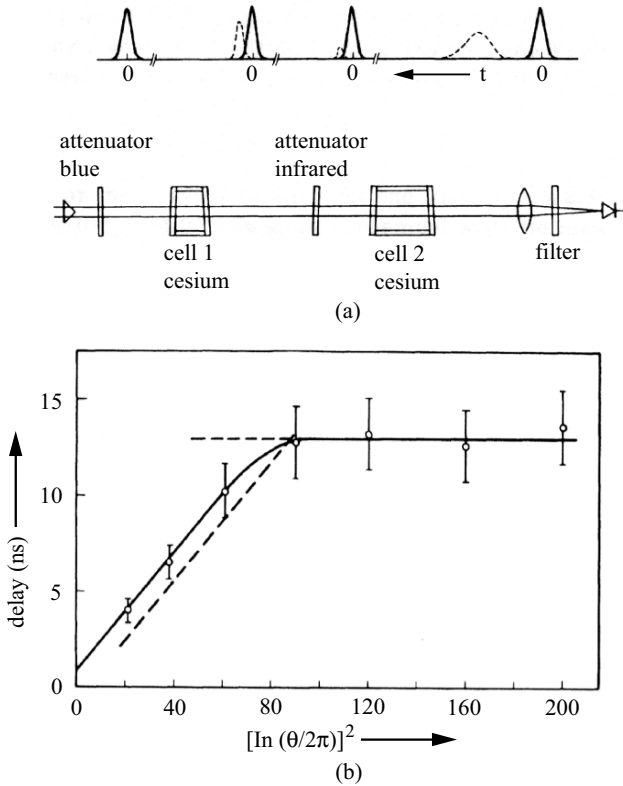 0 0 0 t 0
attenuator blue
attenuator infrared
cell 1 cesium
cell 2 cesium
filter
(a)
delay (ns)
15
10
5
0
0 40 80 120 160 200
[In (θ/2π)]²
(b)